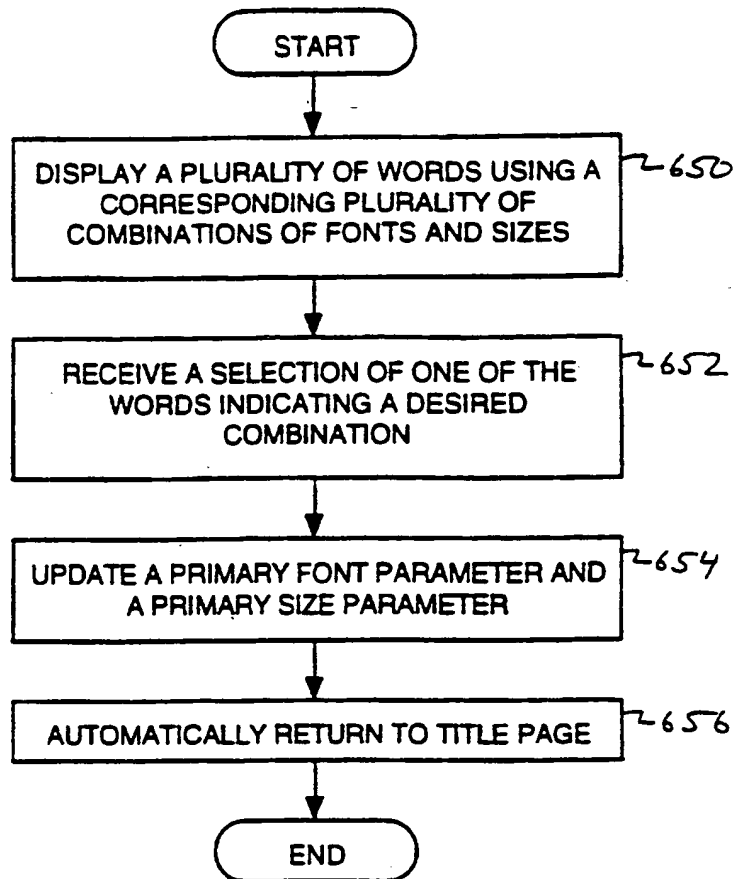 START
DISPLAY A PLURALITY OF WORDS USING A
650
CORRESPONDING PLURALITY OF
COMBINATIONS OF FONTS AND SIZES
RECEIVE A SELECTION OF ONE OF THE
652
WORDS INDICATING A DESIRED
COMBINATION
UPDATE A PRIMARY FONT PARAMETER AND
654
A PRIMARY SIZE PARAMETER
AUTOMATICALLY RETURN TO TITLE PAGE
656
END